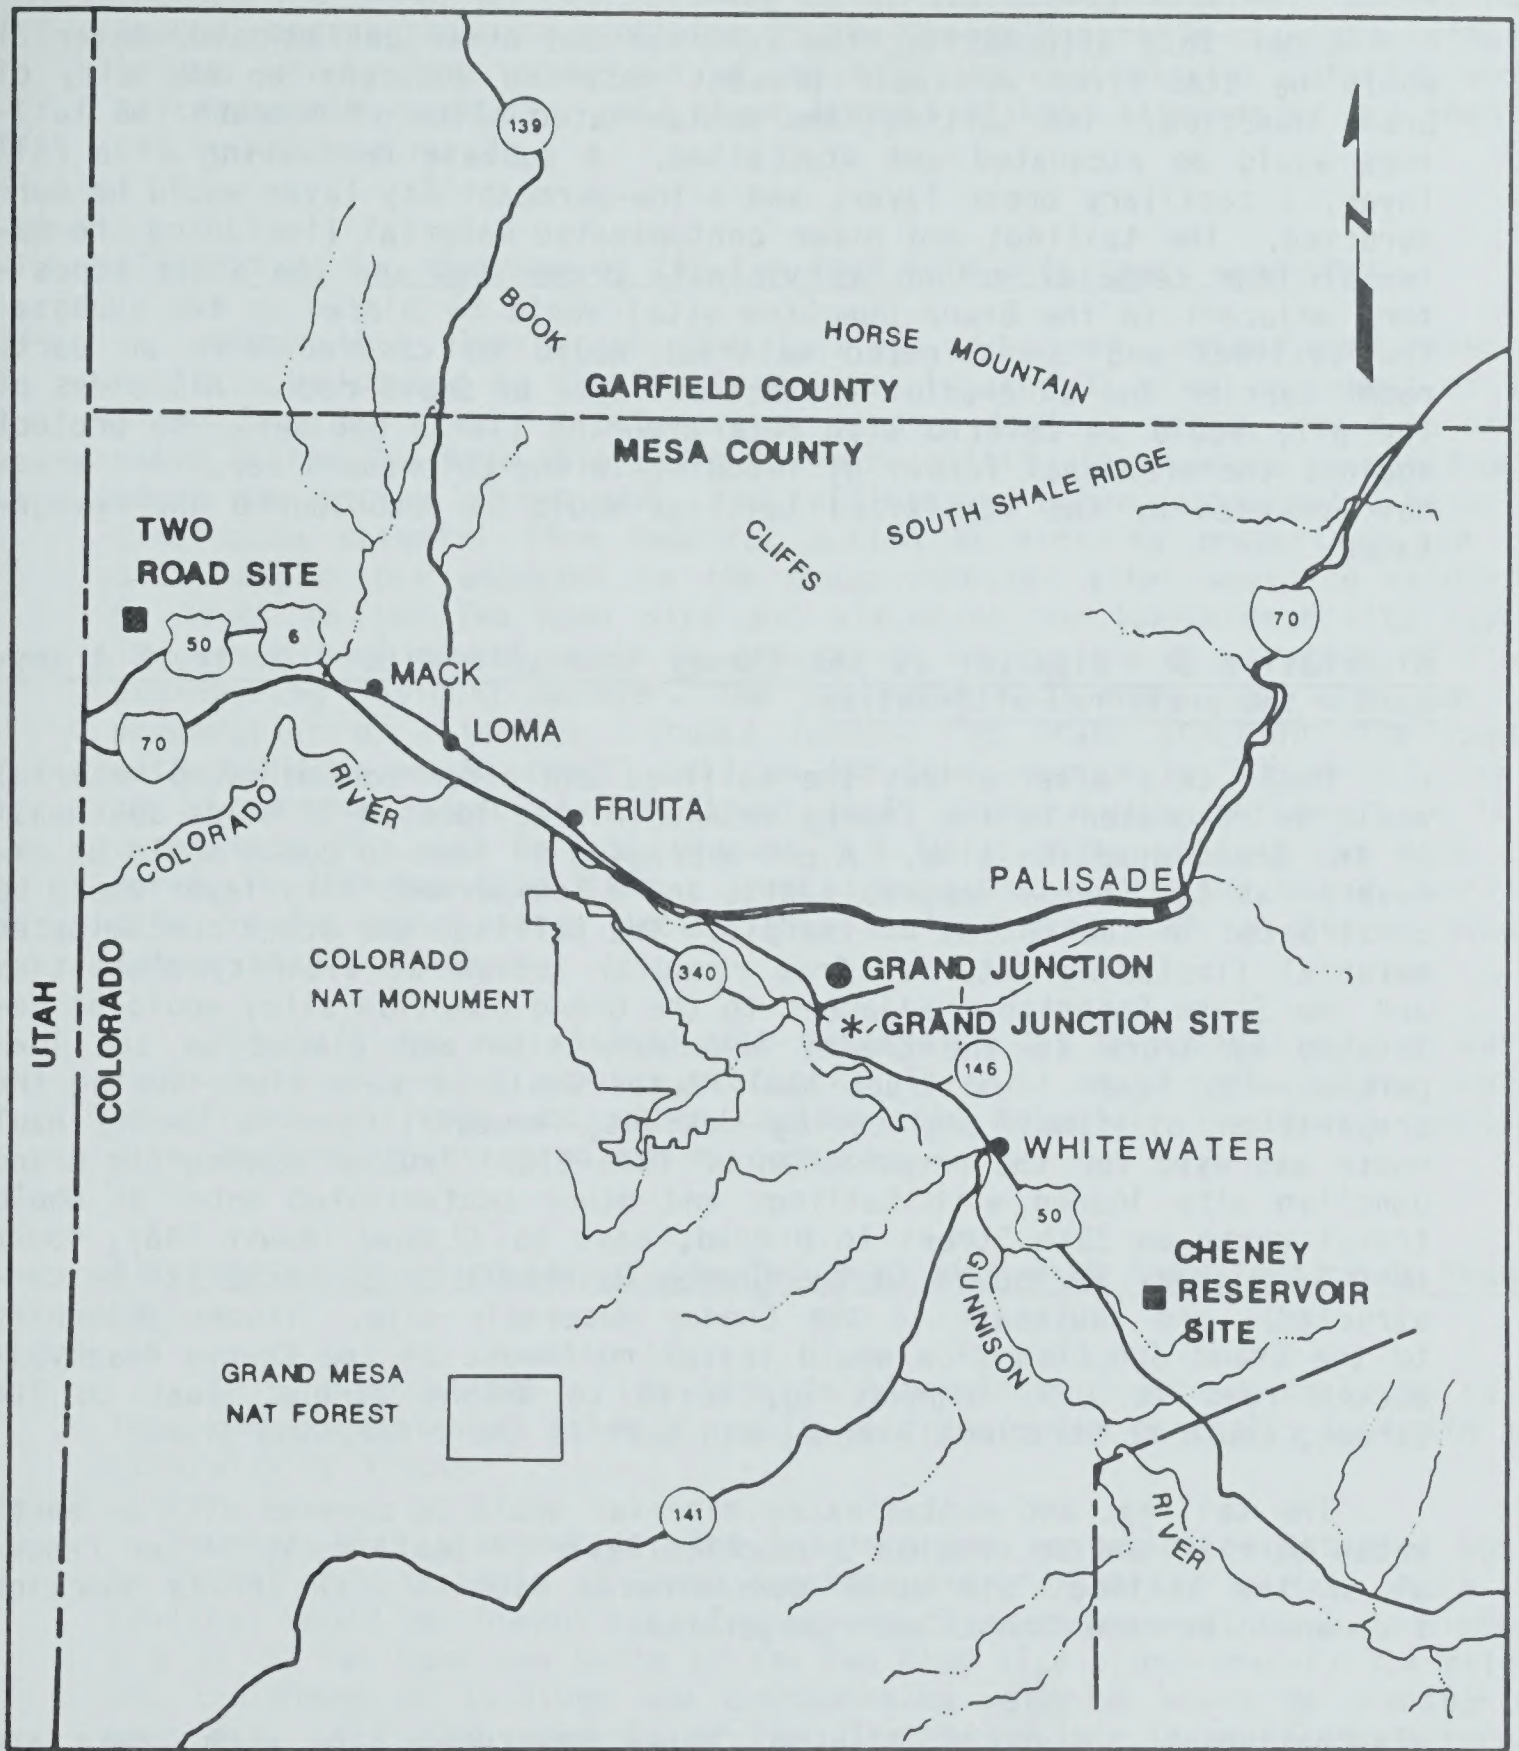 139
BOOK
HORSE MOUNTAIN
GARFIELD COUNTY
MESA COUNTY
SOUTH SHALE RIDGE
CLIFFS
N
TWO
ROAD SITE
50
6
70
MACK
70
LOMA
COLORADO
RIVER
FRUITA
PALISADE
COLORADO
NAT MONUMENT
340
GRAND JUNCTION
GRAND JUNCTION SITE
UTAH
COLORADO
146
WHITEWATER
50
GUNNISON
CHENEY
RESERVOIR
SITE
GRAND MESA
NAT FOREST
141
RIVER